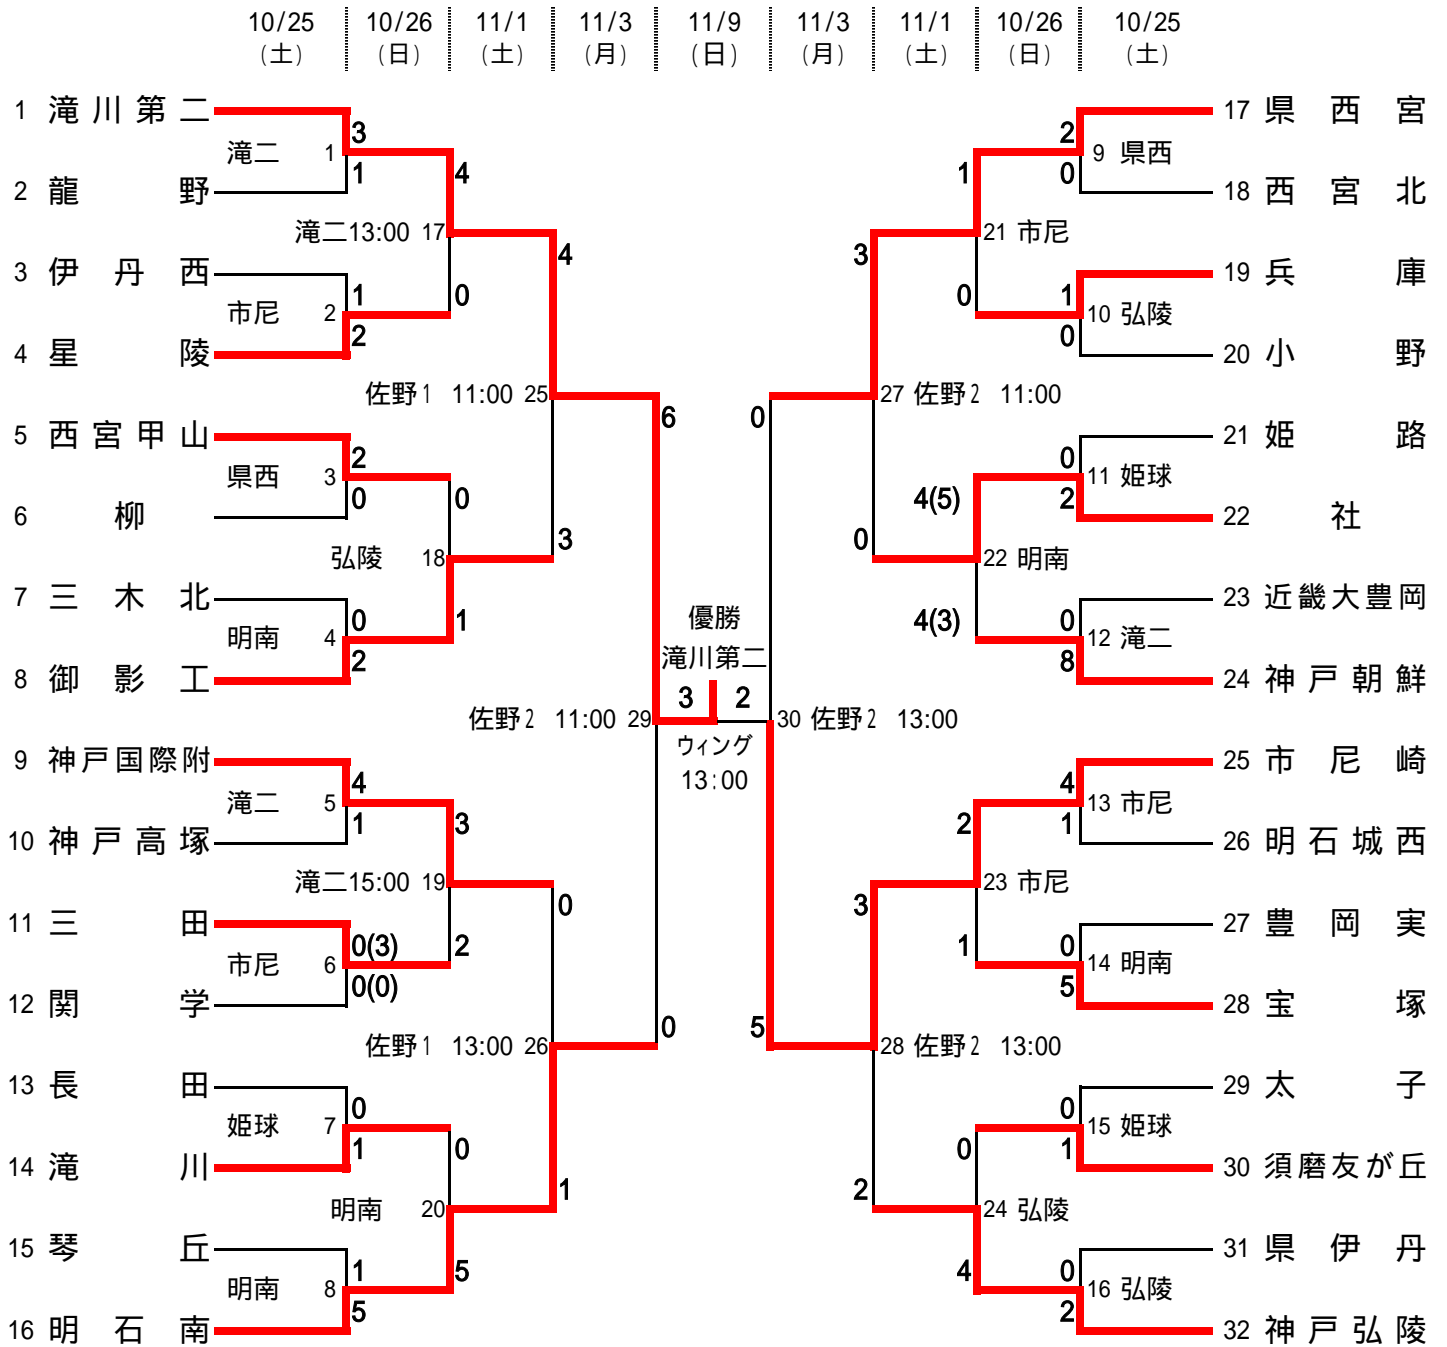 10/25 10/26 11/1 11/3 11/9 11/3 11/1 10/26 10/25
(土) (日) (土) (月) (日) (月) (土) (日) (土)
1 滝川第二
3
滝二 1
1
2 龍野
4
滝二13:00 17
0
3 伊丹西
1
市尼 2
2
4 星陵
4
佐野1 11:00 25
3
5 西宮甲山
2
県西 3
0
6 柳
0
弘陵 18
1
7 三木北
0
明南 4
2
8 御影工
6
佐野2 11:00 29
0
9 神戸国際附
4
滝二 5
1
10 神戸高塚
3
滝二15:00 19
2
11 三田
0(3)
市尼 6
0(0)
12 関学
0
佐野1 13:00 26
1
13 長田
0
姫球 7
1
14 滝川
0
明南 20
5
15 琴丘
1
明南 8
5
16 明石南
優勝
滝川第二
3 2
ウィング
13:00
17 県西宮
2
9 県西
0
18 西宮北
1
21 市尼
0
19 兵庫
1
10 弘陵
0
20 小野
3
27 佐野2 11:00
0
21 姫路
0
11 姫球
2
22 社
4(5)
22 明南
4(3)
23 近畿大豊岡
0
12 滝二
8
24 神戸朝鮮
0
30 佐野2 13:00
5
25 市尼崎
4
13 市尼
1
26 明石城西
2
23 市尼
1
27 豊岡実
0
14 明南
5
28 宝塚
3
28 佐野2 13:00
2
29 太子
0
15 姫球
1
30 須磨友が丘
0
24 弘陵
4
31 県伊丹
0
16 弘陵
2
32 神戸弘陵